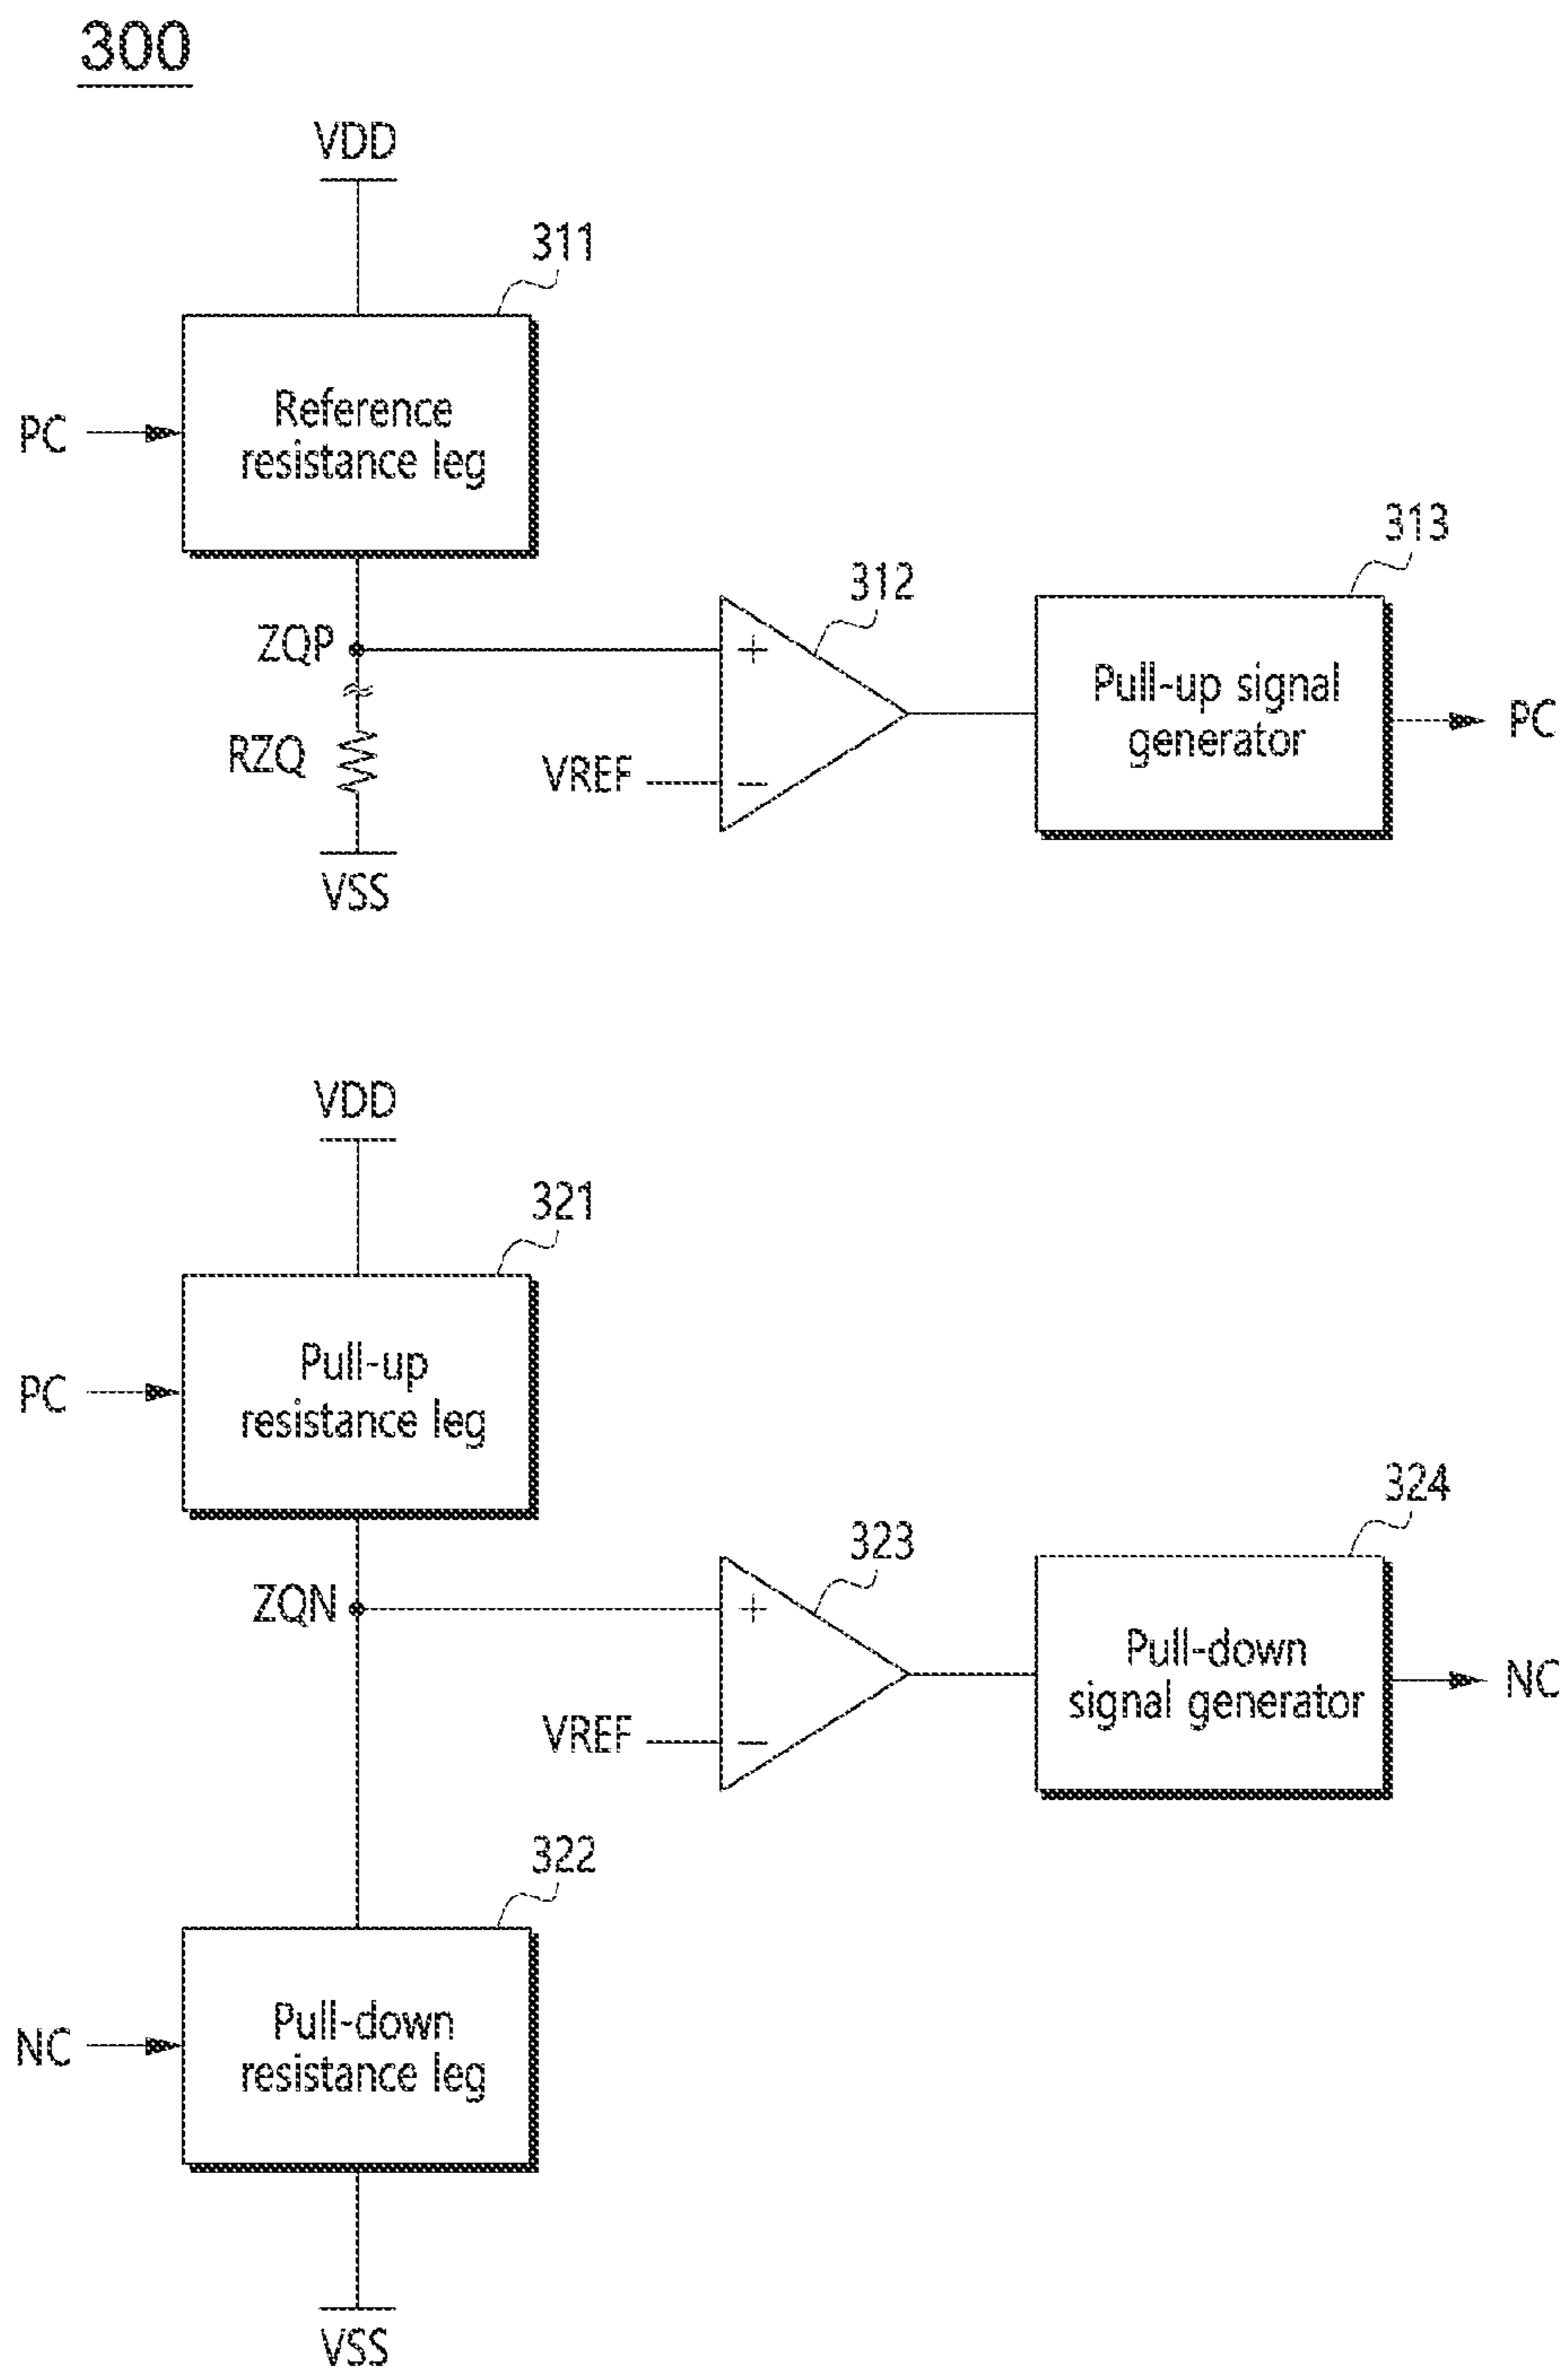 300
VDD
311
PC
Reference
resistance leg
313
312
ZQP
+
Pull-up signal
generator
PC
RZQ
VREF
−
VSS
VDD
321
PC
Pull-up
resistance leg
324
323
ZQN
+
Pull-down
signal generator
NC
VREF
−
322
NC
Pull-down
resistance leg
VSS